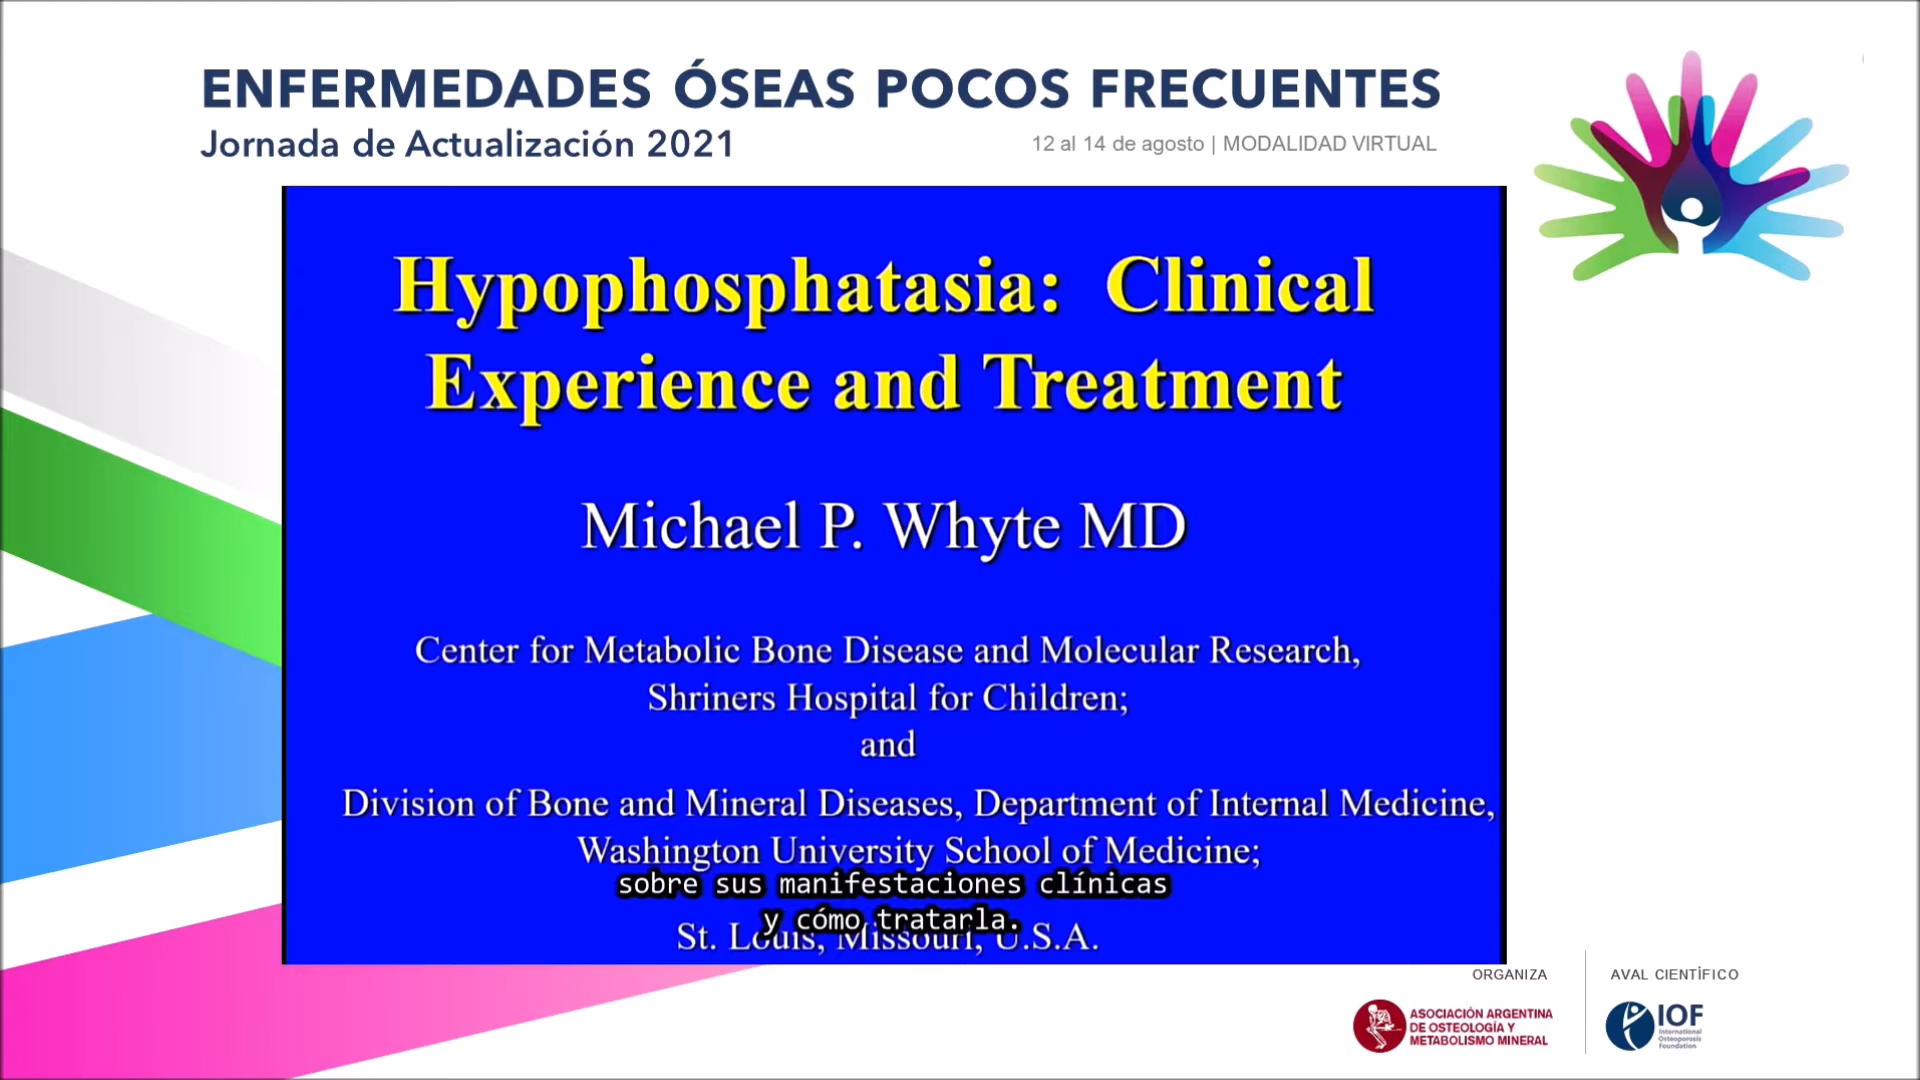 ENFERMEDADES ÓSEAS POCOS FRECUENTES
Jornada de Actualización 2021
12 al 14 de agosto | MODALIDAD VIRTUAL
Hypophosphatasia: Clinical
Experience and Treatment
Michael P. Whyte MD
Center for Metabolic Bone Disease and Molecular Research,
Shriners Hospital for Children;
and
Division of Bone and Mineral Diseases, Department of Internal Medicine,
Washington University School of Medicine;
sobre sus manifestaciones clínicas
y cómo tratarla.
St. Louis, Missouri, U.S.A.
ORGANIZA
ASOCIACIÓN ARGENTINA
DE OSTEOLOGÍA Y
METABOLISMO MINERAL
AVAL CIENTÍFICO
IOF
International
Osteoporosis
Foundation